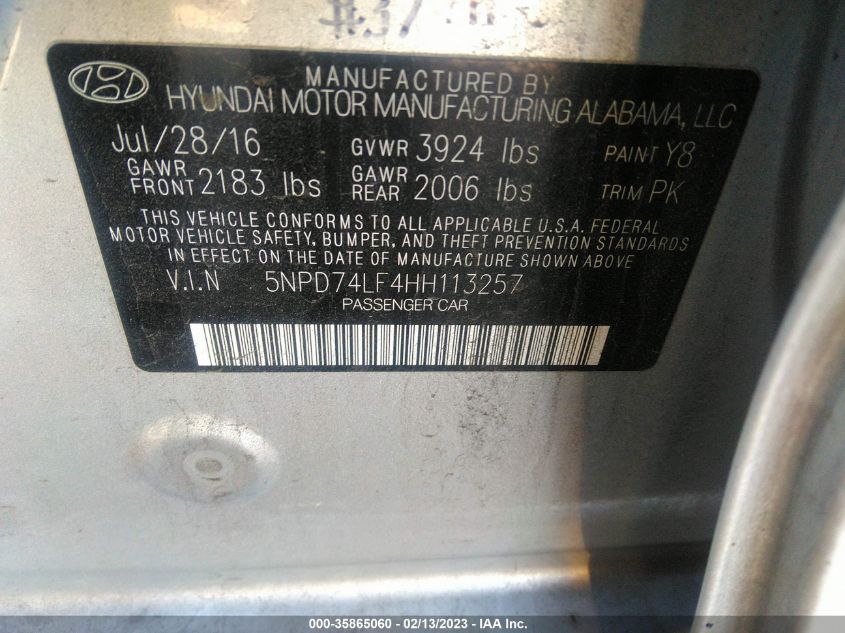 MANUFACTURED BY
HYUNDAI MOTOR MANUFACTURING ALABAMA, LLC
Jul/28/16 GVWR 3924 lbs PAINT Y8
GAWR FRONT 2183 lbs GAWR REAR 2006 lbs TRIM PK
THIS VEHICLE CONFORMS TO ALL APPLICABLE U.S.A. FEDERAL
MOTOR VEHICLE SAFETY, BUMPER, AND THEFT PREVENTION STANDARDS
IN EFFECT ON THE DATE OF MANUFACTURE SHOWN ABOVE
V.I.N 5NPD74LF4HH113257
PASSENGER CAR
000-35865060 - 02/13/2023 - IAA Inc.